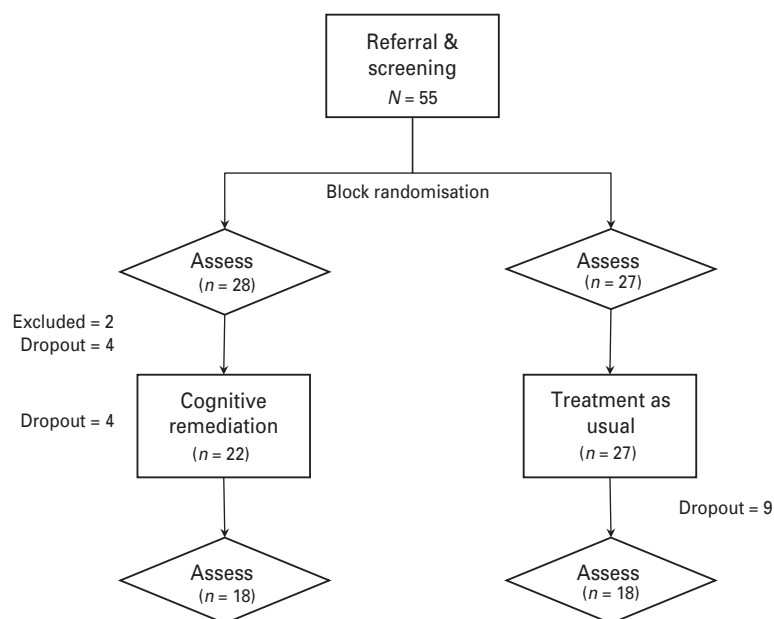 Referral &
screening
N = 55
Block randomisation
Assess
(n = 28)
Assess
(n = 27)
Excluded = 2
Dropout = 4
Dropout = 4
Cognitive
remediation
(n = 22)
Treatment as
usual
(n = 27)
Dropout = 9
Assess
(n = 18)
Assess
(n = 18)